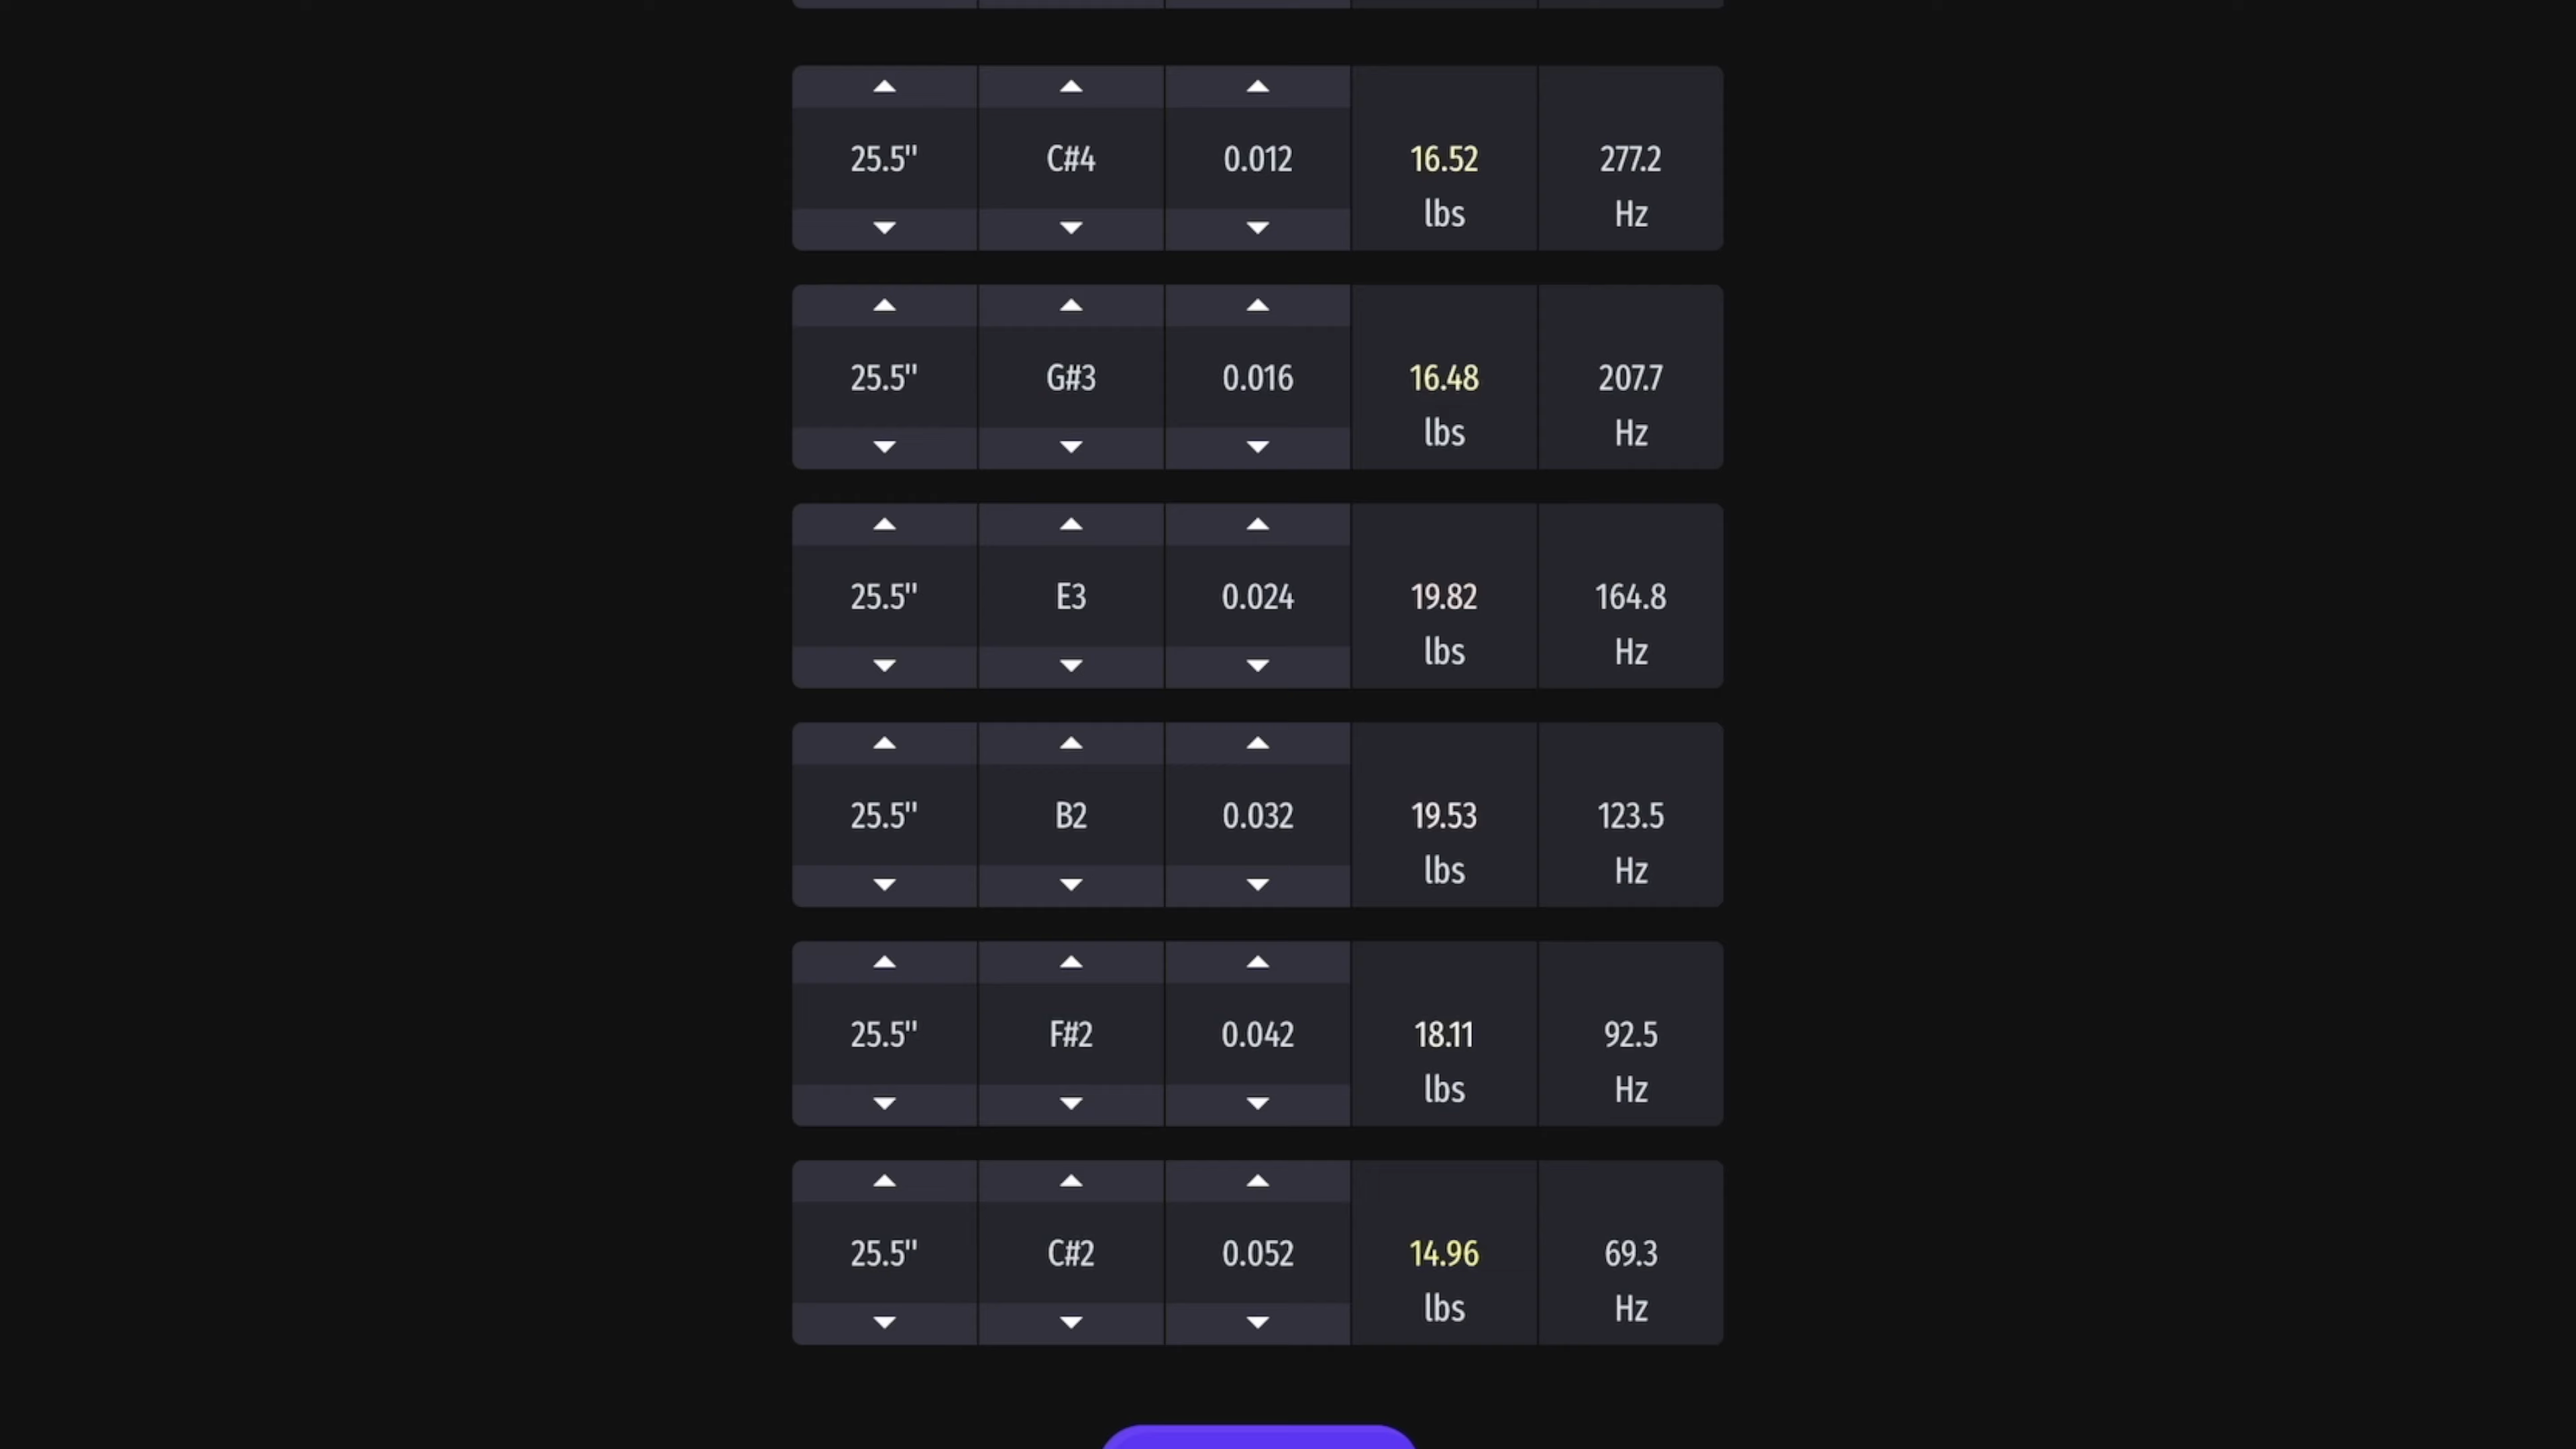 25.5" C#4 0.012 16.52 277.2
lbs Hz
25.5" G#3 0.016 16.48 207.7
lbs Hz
25.5" E3 0.024 19.82 164.8
lbs Hz
25.5" B2 0.032 19.53 123.5
lbs Hz
25.5" F#2 0.042 18.11 92.5
lbs Hz
25.5" C#2 0.052 14.96 69.3
lbs Hz